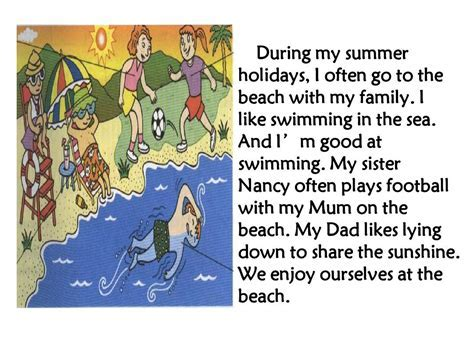 During my summer
holidays, I often go to the
beach with my family. I
like swimming in the sea.
And I’m good at
swimming. My sister
Nancy often plays football
with my Mum on the
beach. My Dad likes lying
down to share the sunshine.
We enjoy ourselves at the
beach.